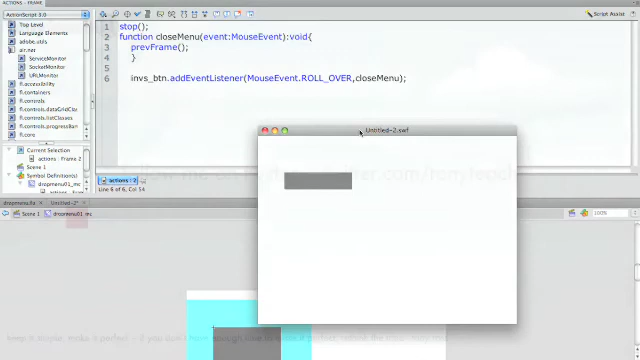 ACTIONS - FRAME
ActionScript 3.0
Script Assist
Top Level
Language Elements
adobe.utils
air.net
ServiceMonitor
SocketMonitor
URLMonitor
fl.accessibility
fl.containers
fl.controls
fl.controls.dataGridClas
fl.controls.listClasses
fl.controls.progressBar
fl.core
1 stop();
2 function closeMenu(event:MouseEvent):void{
3 prevFrame();
4 }
5
6 invs_btn.addEventListener(MouseEvent.ROLL_OVER,closeMenu);
Current Selection
actions : Frame 2
Scene 1
Symbol Definition(s)
dropmenu01_mc
actions : Frame
actions : 2
Line 6 of 6, Col 54
Untitled-2.swf
dropmenu.fla
Untitled-2*
Scene 1
dropmenu01_mc
100%